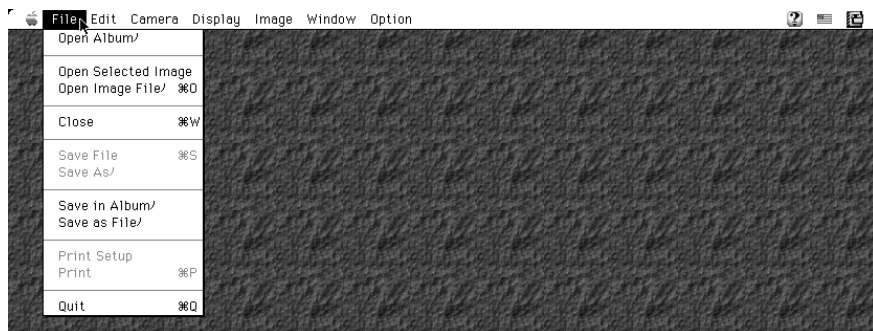 File Edit Camera Display Image Window Option
Open Album/
Open Selected Image
Open Image File/ ⌘O
Close ⌘W
Save File ⌘S
Save As/
Save in Album/
Save as File/
Print Setup
Print ⌘P
Quit ⌘Q